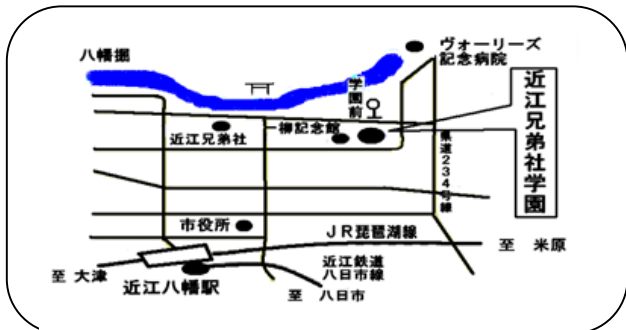 八幡掘
ヴォーリーズ
記念病院
学園前
近江兄弟社学園
近江兄弟社
一柳記念館
県道234号線
市役所
JR琵琶湖線
至 米原
至 大津
近江鉄道
八日市線
近江八幡駅
至 八日市